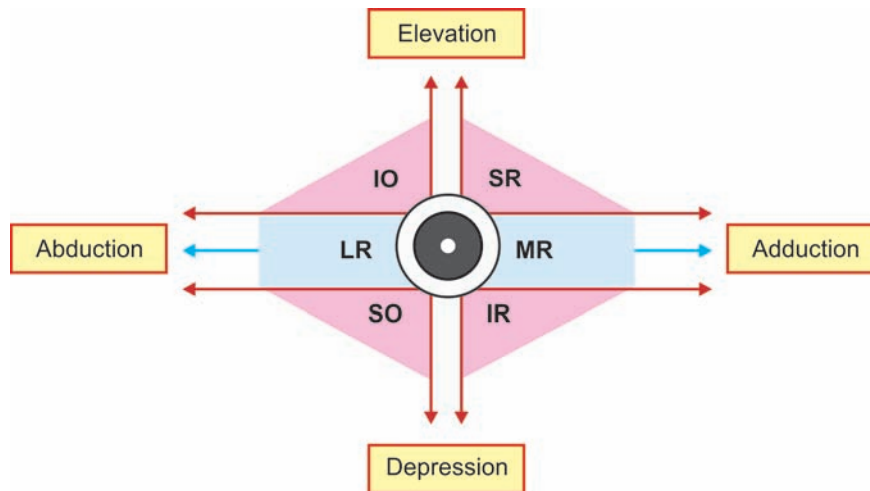 Elevation
IO SR
Abduction LR MR Adduction
SO IR
Depression